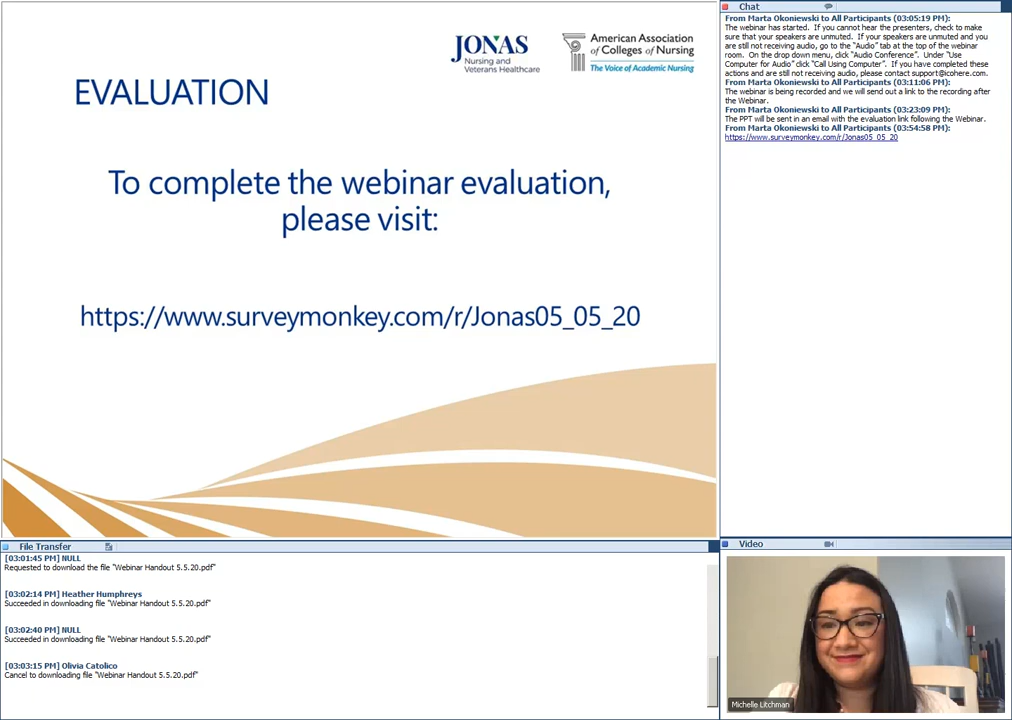 JONAS
Nursing and
Veterans Healthcare
American Association
of Colleges of Nursing
The Voice of Academic Nursing
EVALUATION
To complete the webinar evaluation,
please visit:
https://www.surveymonkey.com/r/Jonas05_05_20
Chat
From Marta Okoniewski to All Participants (03:05:19 PM):
The webinar has started. If you cannot hear the presenters, check to make
sure that your speakers are unmuted. If your speakers are unmuted and you
are still not receiving audio, go to the "Audio" tab at the top of the webinar
room. On the drop down menu, click "Audio Conference". Under "Use
Computer for Audio" click "Call Using Computer". If you have completed these
actions and are still not receiving audio, please contact support@icohere.com.
From Marta Okoniewski to All Participants (03:11:06 PM):
The webinar is being recorded and we will send out a link to the recording after
the Webinar.
From Marta Okoniewski to All Participants (03:23:09 PM):
The PPT will be sent in an email with the evaluation link following the Webinar.
From Marta Okoniewski to All Participants (03:54:58 PM):
https://www.surveymonkey.com/r/Jonas05_05_20
File Transfer
[03:01:45 PM] NULL
Requested to download the file "Webinar Handout 5.5.20.pdf"
[03:02:14 PM] Heather Humphreys
Succeeded in downloading file "Webinar Handout 5.5.20.pdf"
[03:02:40 PM] NULL
Succeeded in downloading file "Webinar Handout 5.5.20.pdf"
[03:03:15 PM] Olivia Catolico
Cancel to downloading file "Webinar Handout 5.5.20.pdf"
Video
Michelle Litchman